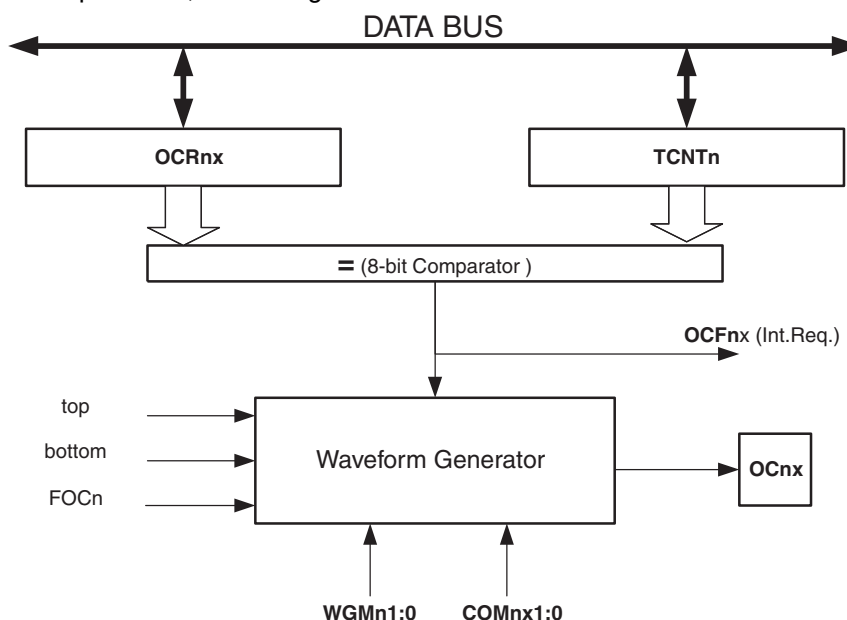 DATA BUS
OCRnx
TCNTn
= (8-bit Comparator )
OCFnx (Int.Req.)
top
bottom
FOCn
Waveform Generator
OCnx
WGMn1:0
COMnx1:0